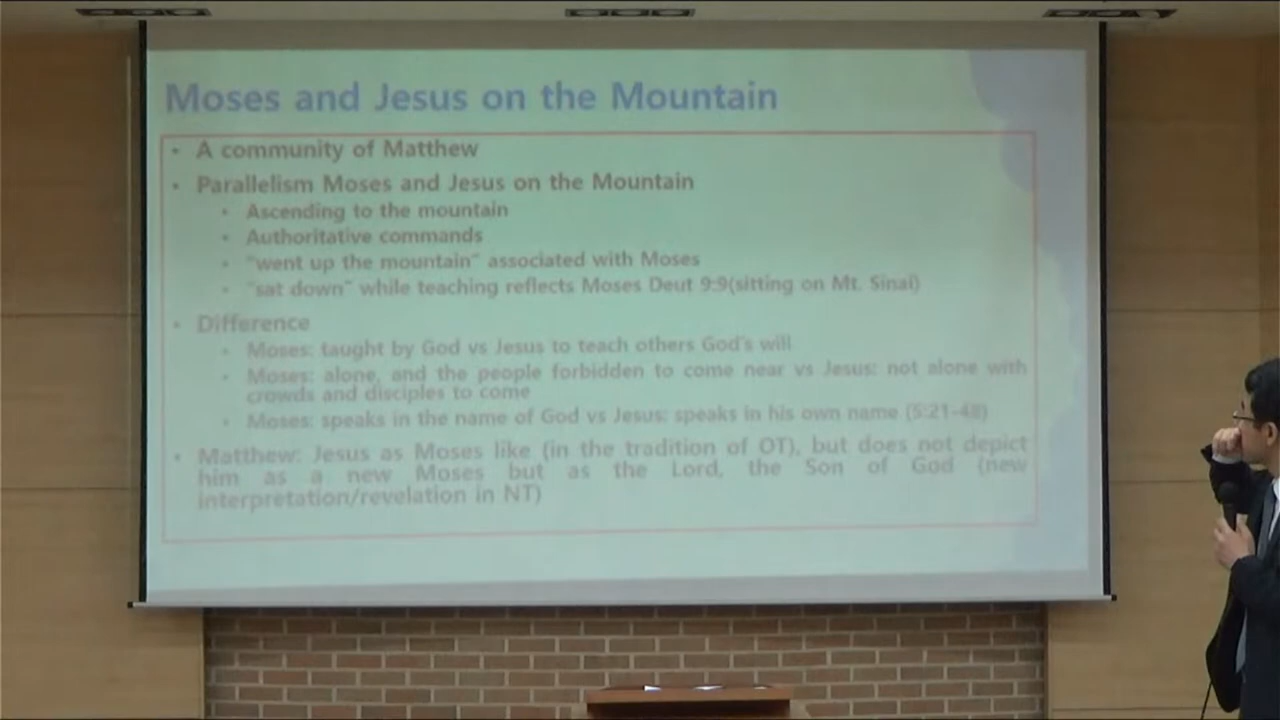 Moses and Jesus on the Mountain
• A community of Matthew
• Parallelism Moses and Jesus on the Mountain
• Ascending to the mountain
• Authoritative commands
• "went up the mountain" associated with Moses
• "sat down" while teaching reflects Moses Deut 9:9(sitting on Mt. Sinai)
• Difference
• Moses: taught by God vs Jesus to teach others God's will
• Moses: alone, and the people forbidden to come near vs Jesus: not alone with
crowds and disciples to come
• Moses: speaks in the name of God vs Jesus: speaks in his own name (5:21-48)
• Matthew: Jesus as Moses like (in the tradition of OT), but does not depict
him as a new Moses but as the Lord, the Son of God (new
interpretation/revelation in NT)